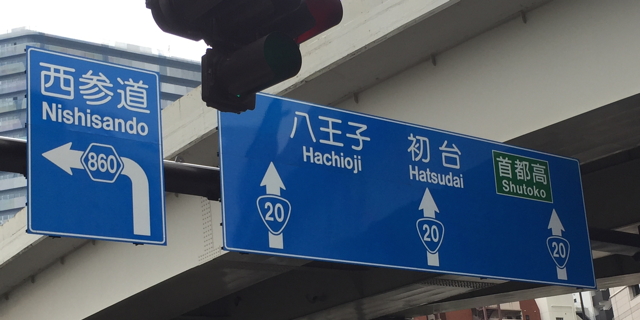 西参道
Nishisando
860
八王子
Hachioji
20
初台
Hatsudai
20
首都高
Shutoko
20